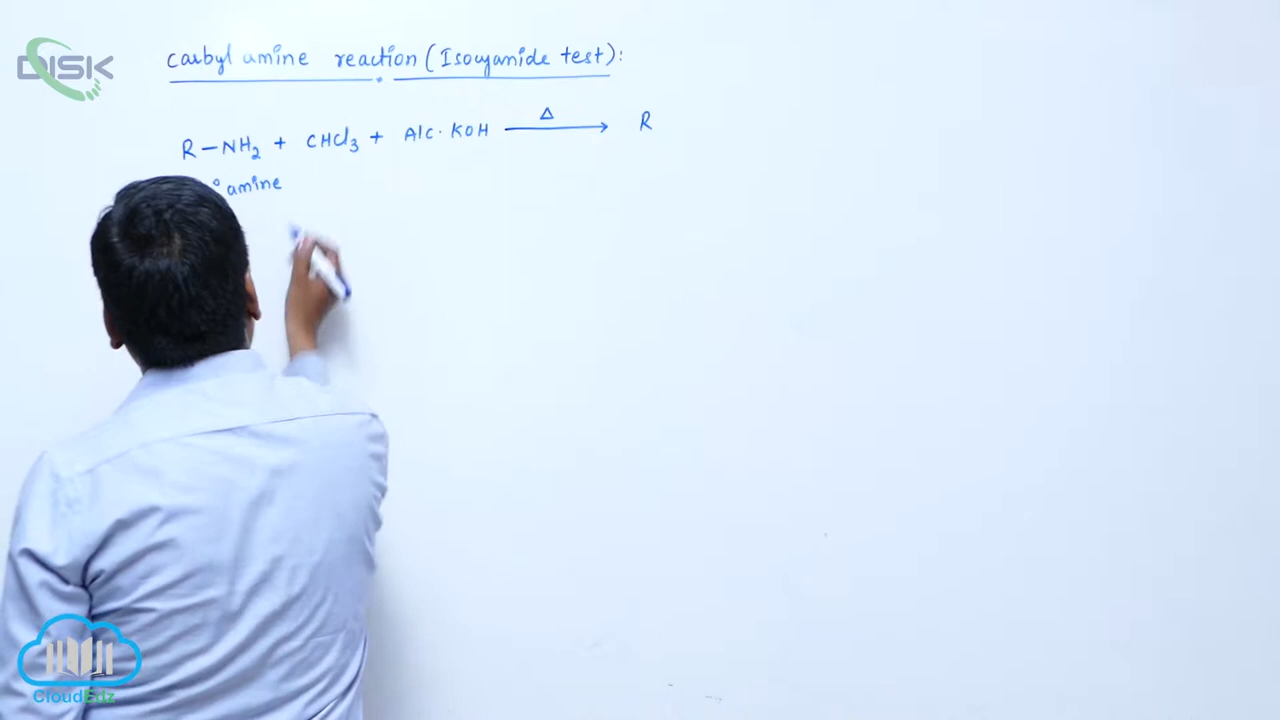 DISK
Carbyl amine reaction (Isocyanide test):
R-NH2 + CHCl3 + Alc. KOH —Δ→ R
° amine
CloudEdz